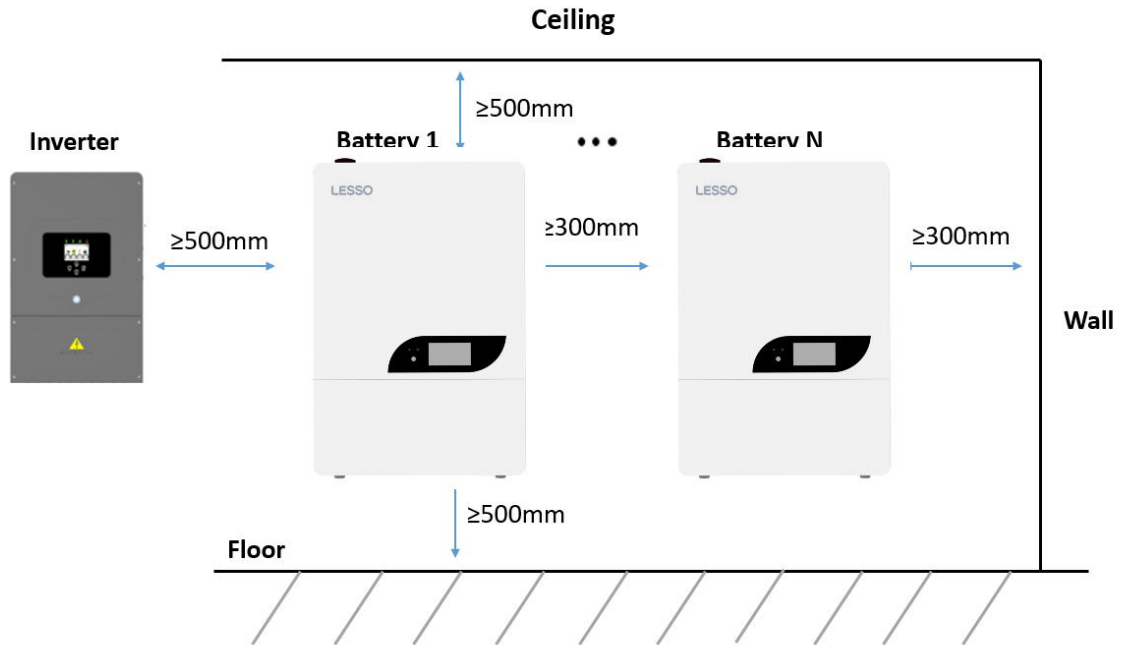 Ceiling
≥500mm
Inverter
Battery 1
•••
Battery N
LESSO
LESSO
≥500mm
≥300mm
≥300mm
Wall
≥500mm
Floor